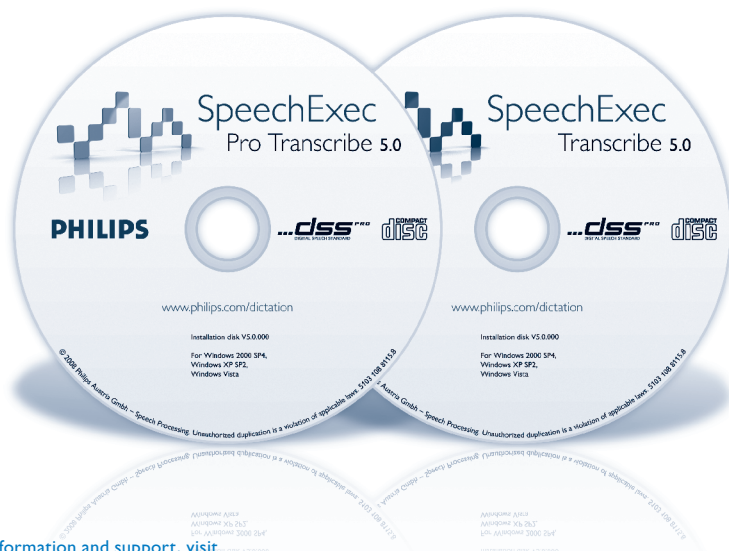 SpeechExec
Pro Transcribe 5.0
PHILIPS
...dss PRO
DIGITAL SPEECH STANDARD
COMPACT
disc
www.philips.com/dictation
Installation disk V5.0.000
For Windows 2000 SP4,
Windows XP SP2,
Windows Vista
© 2008 Philips Austria Gmbh – Speech Processing. Unauthorized duplication is a violation of applicable laws. 5103 108 8115.8
SpeechExec
Transcribe 5.0
...dss PRO
DIGITAL SPEECH STANDARD
COMPACT
disc
www.philips.com/dictation
Installation disk V5.0.000
For Windows 2000 SP4,
Windows XP SP2,
Windows Vista
Austria Gmbh – Speech Processing. Unauthorized duplication is a violation of applicable laws. 5103 108 8115.8
formation and support, visit